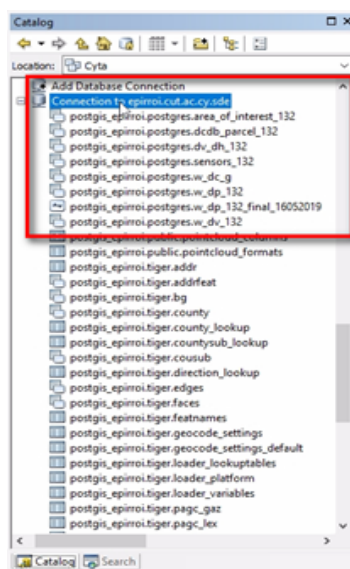 Catalog
Location: Cyta
Add Database Connection
Connection to epirroi.cut.ac.cy.sde
postgis_epirroi.postgres.area_of_interest_132
postgis_epirroi.postgres.dcdb_parcel_132
postgis_epirroi.postgres.dv_dh_132
postgis_epirroi.postgres.sensors_132
postgis_epirroi.postgres.w_dc_g
postgis_epirroi.postgres.w_dp_132
postgis_epirroi.postgres.w_dp_132_final_16052019
postgis_epirroi.postgres.w_dv_132
postgis_epirroi.public.pointcloud_columns
postgis_epirroi.public.pointcloud_formats
postgis_epirroi.tiger.addr
postgis_epirroi.tiger.addrfeat
postgis_epirroi.tiger.bg
postgis_epirroi.tiger.county
postgis_epirroi.tiger.county_lookup
postgis_epirroi.tiger.countysub_lookup
postgis_epirroi.tiger.cousub
postgis_epirroi.tiger.direction_lookup
postgis_epirroi.tiger.edges
postgis_epirroi.tiger.faces
postgis_epirroi.tiger.featnames
postgis_epirroi.tiger.geocode_settings
postgis_epirroi.tiger.geocode_settings_default
postgis_epirroi.tiger.loader_lookuptables
postgis_epirroi.tiger.loader_platform
postgis_epirroi.tiger.loader_variables
postgis_epirroi.tiger.pagc_gaz
postgis_epirroi.tiger.pagc_lex
Catalog Search